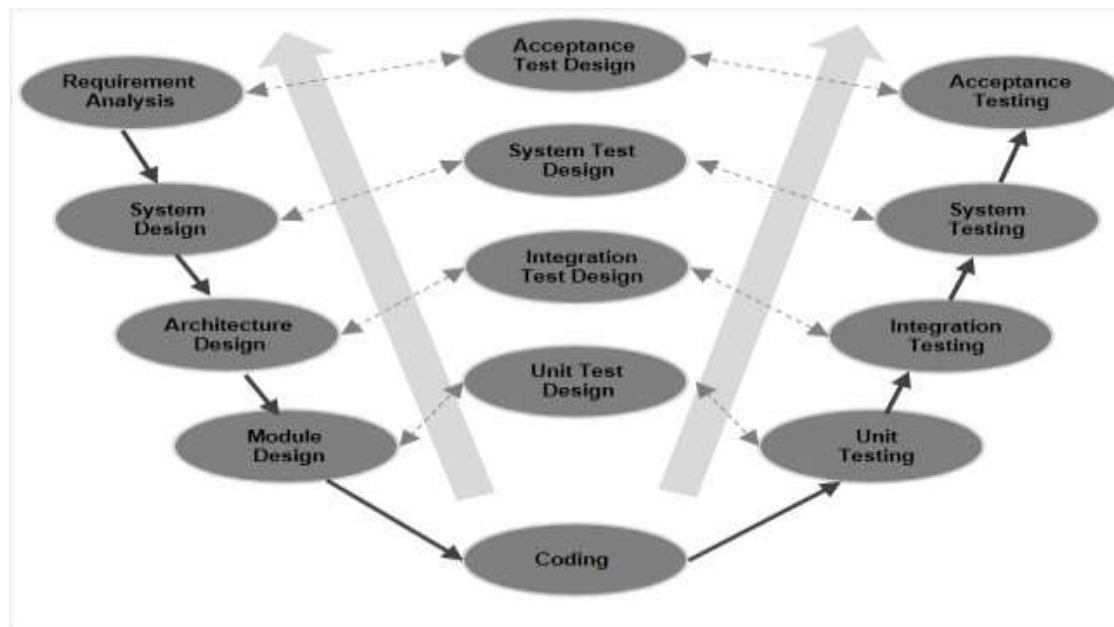 Acceptance
Test Design
Requirement
Analysis
Acceptance
Testing
System Test
Design
System
Design
System
Testing
Integration
Test Design
Architecture
Design
Integration
Testing
Unit Test
Design
Module
Design
Unit
Testing
Coding